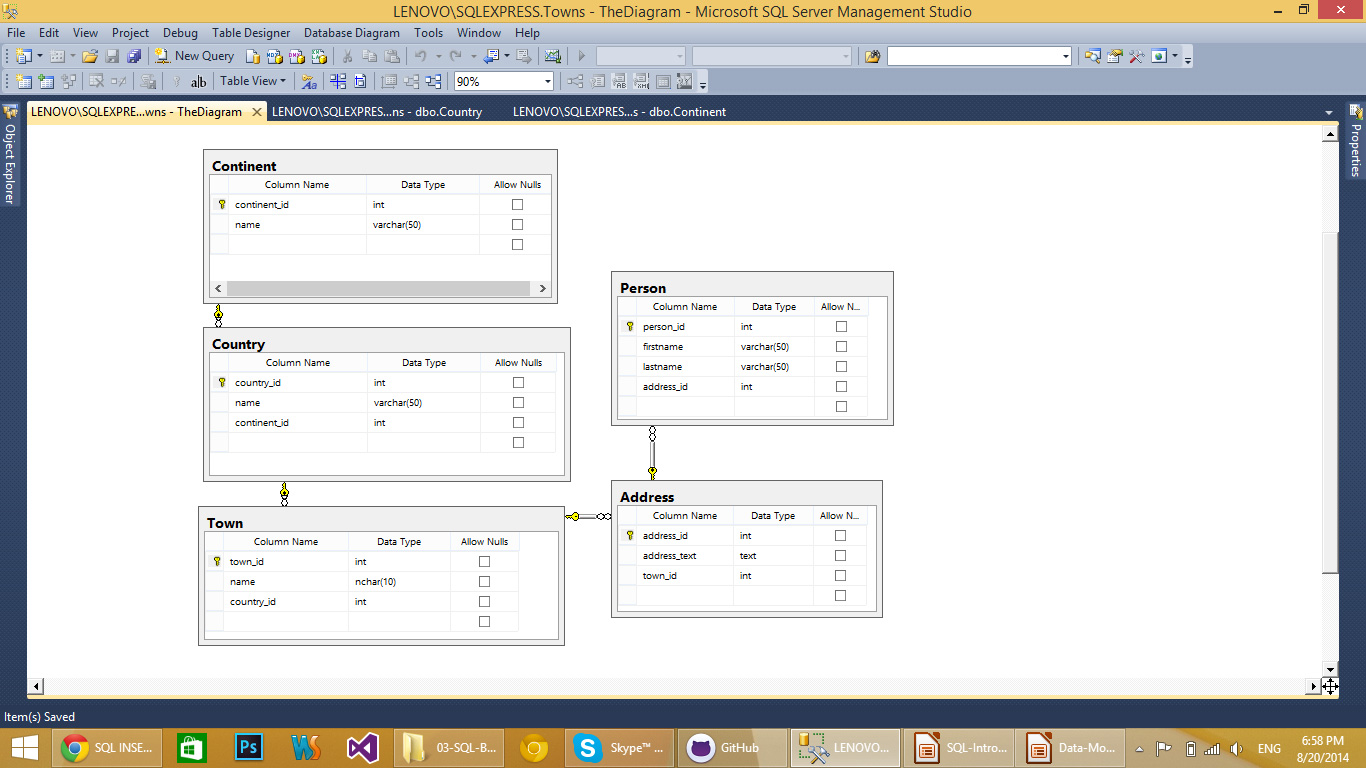 LENOVO\SQLEXPRESS.Towns - TheDiagram - Microsoft SQL Server Management Studio
File Edit View Project Debug Table Designer Database Diagram Tools Window Help
New Query
ab Table View 90%
LENOVO\SQLEXPRE...wns - TheDiagram LENOVO\SQLEXPRES...ns - dbo.Country LENOVO\SQLEXPRES...s - dbo.Continent
Object Explorer
Properties
Continent
Column Name Data Type Allow Nulls
continent_id int
name varchar(50)
Country
Column Name Data Type Allow Nulls
country_id int
name varchar(50)
continent_id int
Town
Column Name Data Type Allow Nulls
town_id int
name nchar(10)
country_id int
Person
Column Name Data Type Allow N...
person_id int
firstname varchar(50)
lastname varchar(50)
address_id int
Address
Column Name Data Type Allow N...
address_id int
address_text text
town_id int
Item(s) Saved
SQL INSE... Ps 03-SQL-B... Skype™ ... GitHub LENOVO... SQL-Intro... Data-Mo... ENG 6:58 PM
8/20/2014